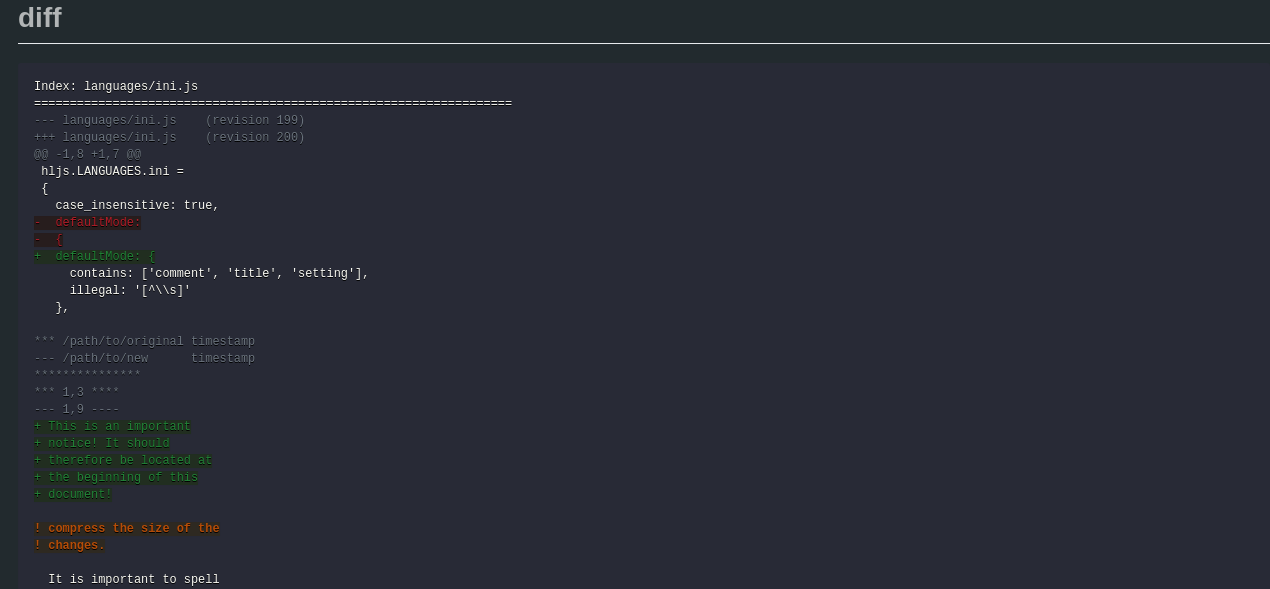 diff
Index: languages/ini.js
===================================================================
--- languages/ini.js    (revision 199)
+++ languages/ini.js    (revision 200)
@@ -1,8 +1,7 @@
 hljs.LANGUAGES.ini =
 {
   case_insensitive: true,
-  defaultMode:
-  {
+  defaultMode: {
     contains: ['comment', 'title', 'setting'],
     illegal: '[^\\s]'
   },
*** /path/to/original timestamp
--- /path/to/new      timestamp
***************
*** 1,3 ****
--- 1,9 ----
+ This is an important
+ notice! It should
+ therefore be located at
+ the beginning of this
+ document!
! compress the size of the
! changes.
  It is important to spell